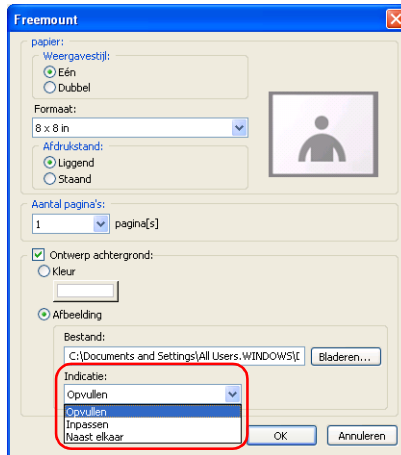 Freemount
papier:
Weergavestijl:
Eén
Dubbel
Formaat:
8 x 8 in
Afdrukstand:
Liggend
Staand
Aantal pagina's:
1 pagina[s]
Ontwerp achtergrond:
Kleur
Afbeelding
Bestand:
C:\Documents and Settings\All Users.WINDOWS\D Bladeren...
Indicatie:
Opvullen
Opvullen
Inpassen
Naast elkaar
OK Annuleren